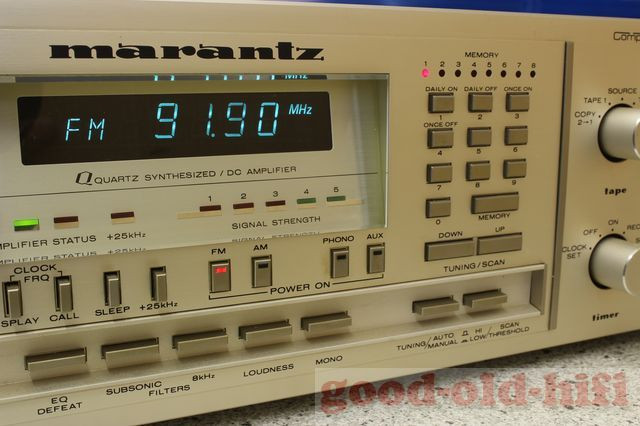 marantz
MEMORY
1 2 3 4 5 6 7 8
FM 91.90 MHz
Q QUARTZ SYNTHESIZED / DC AMPLIFIER
DAILY ON DAILY OFF ONCE ON
1 2 3
ONCE OFF
4 5 6
7 8 9
0 MEMORY
DOWN UP
TUNING / SCAN
1 2 3 4 5
MPLIFIER STATUS +25kHz SIGNAL STRENGTH
FM AM PHONO AUX
POWER ON
CLOCK
FRQ
SPLAY CALL SLEEP +25kHz
EQ
DEFEAT
SUBSONIC 8kHz
FILTERS
LOUDNESS
MONO
TUNING/AUTO HI / SCAN
MANUAL LOW/THRESHOLD
Comp
SOURCE
TAPE 1
COPY
2→1
tape
OFF ON REC
CLOCK
SET
timer
good-old-hifi